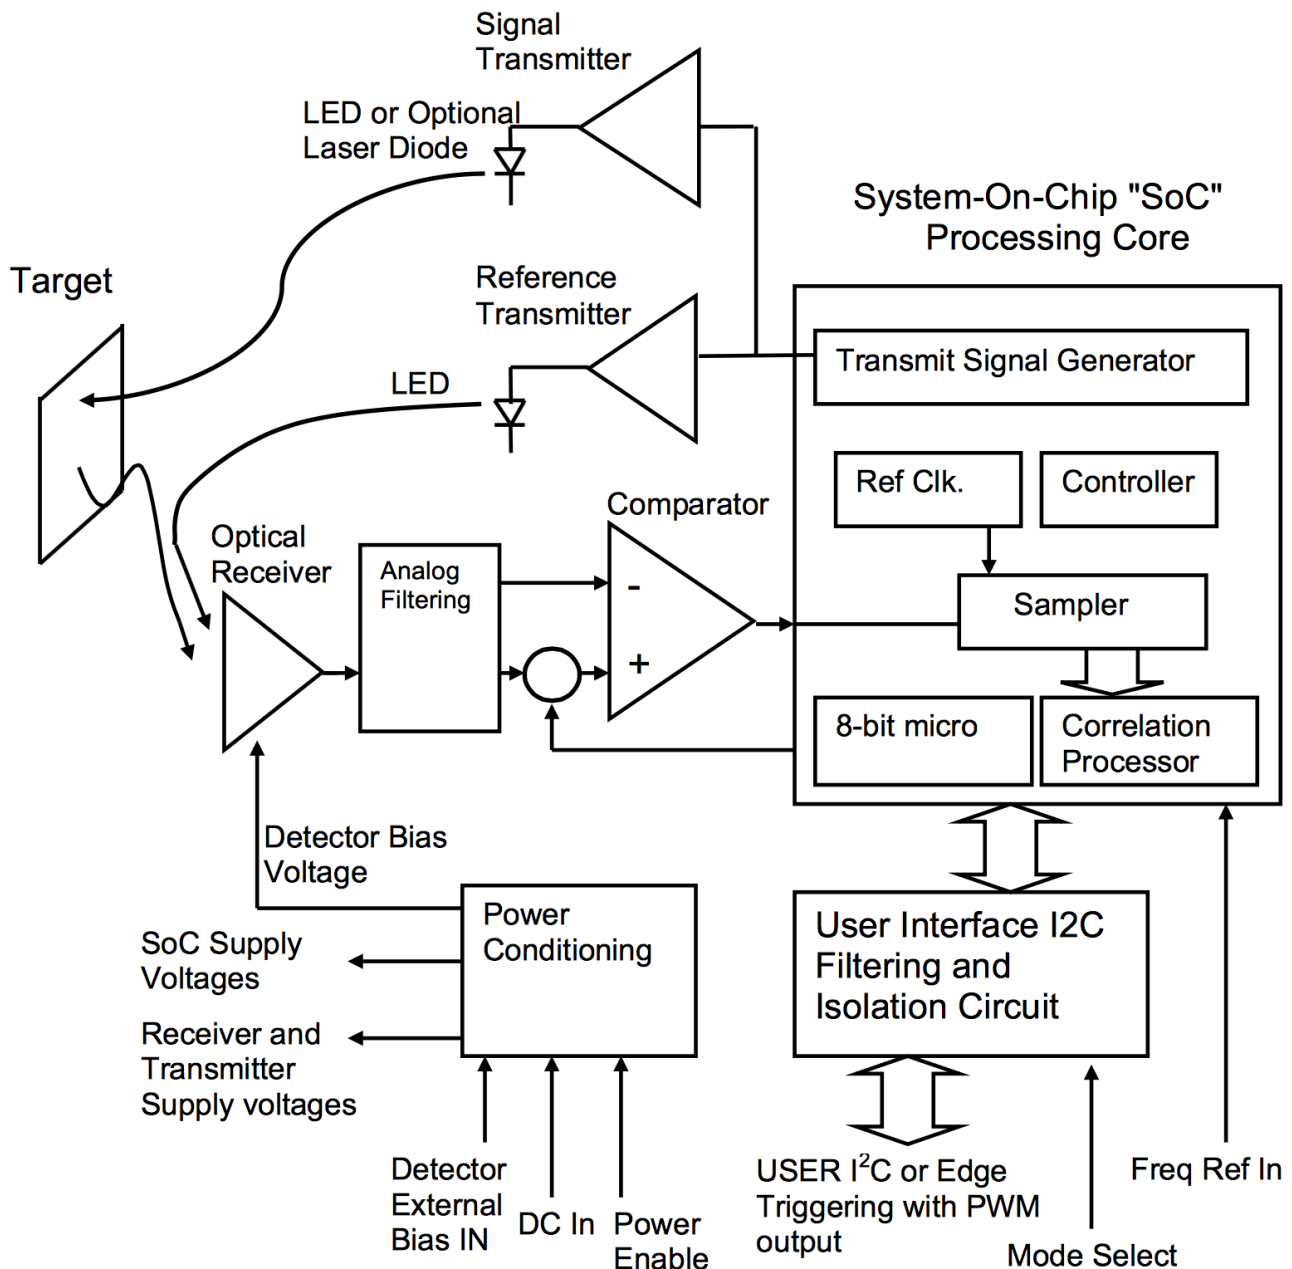 Signal
Transmitter
LED or Optional
Laser Diode
System-On-Chip "SoC"
Processing Core
Target
Reference
Transmitter
Transmit Signal Generator
LED
Ref Clk.
Controller
Comparator
Optical
Receiver
Analog
Filtering
-
+
Sampler
8-bit micro
Correlation
Processor
Detector Bias
Voltage
Power
Conditioning
SoC Supply
Voltages
Receiver and
Transmitter
Supply voltages
User Interface I2C
Filtering and
Isolation Circuit
Detector
External
Bias IN
DC In
Power
Enable
USER I²C or Edge
Triggering with PWM
output
Mode Select
Freq Ref In